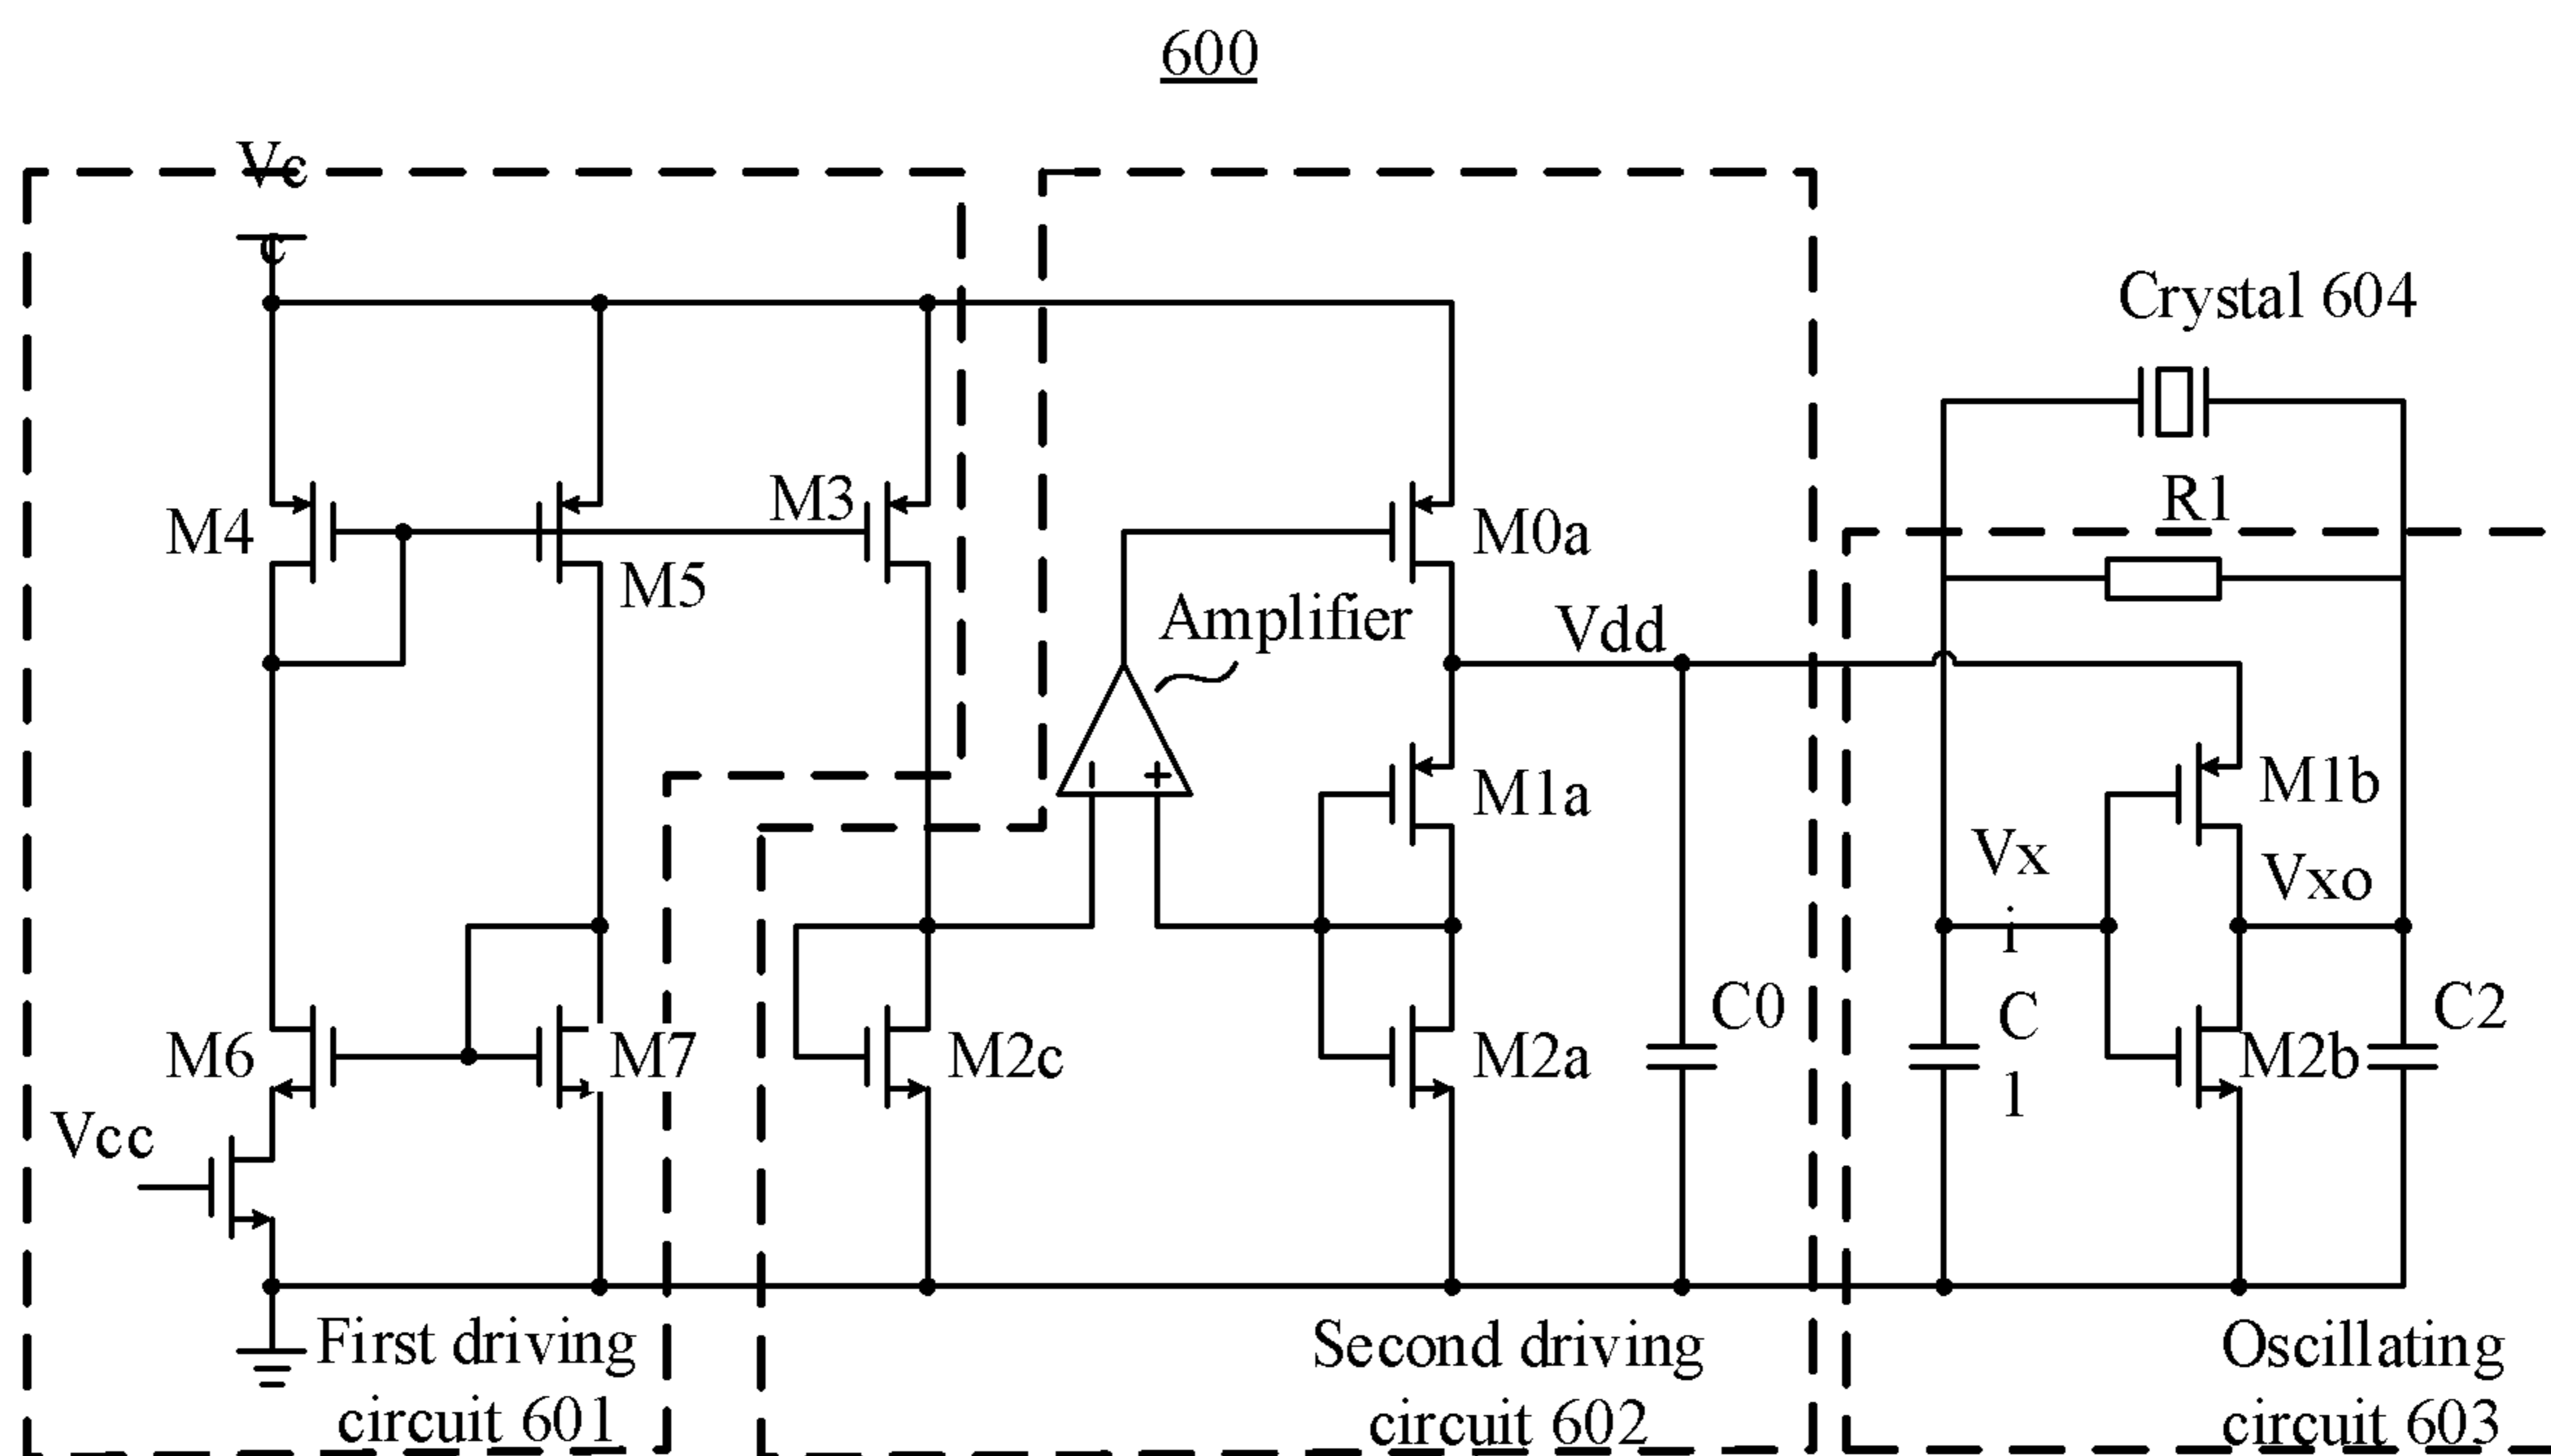 600
Vc
c
Crystal 604
R1
M4
M3
M0a
M5
Amplifier
Vdd
M1a
M1b
Vx
i
Vxo
M6
M7
M2c
M2a
C0
C
1
M2b
C2
Vcc
First driving
circuit 601
Second driving
circuit 602
Oscillating
circuit 603